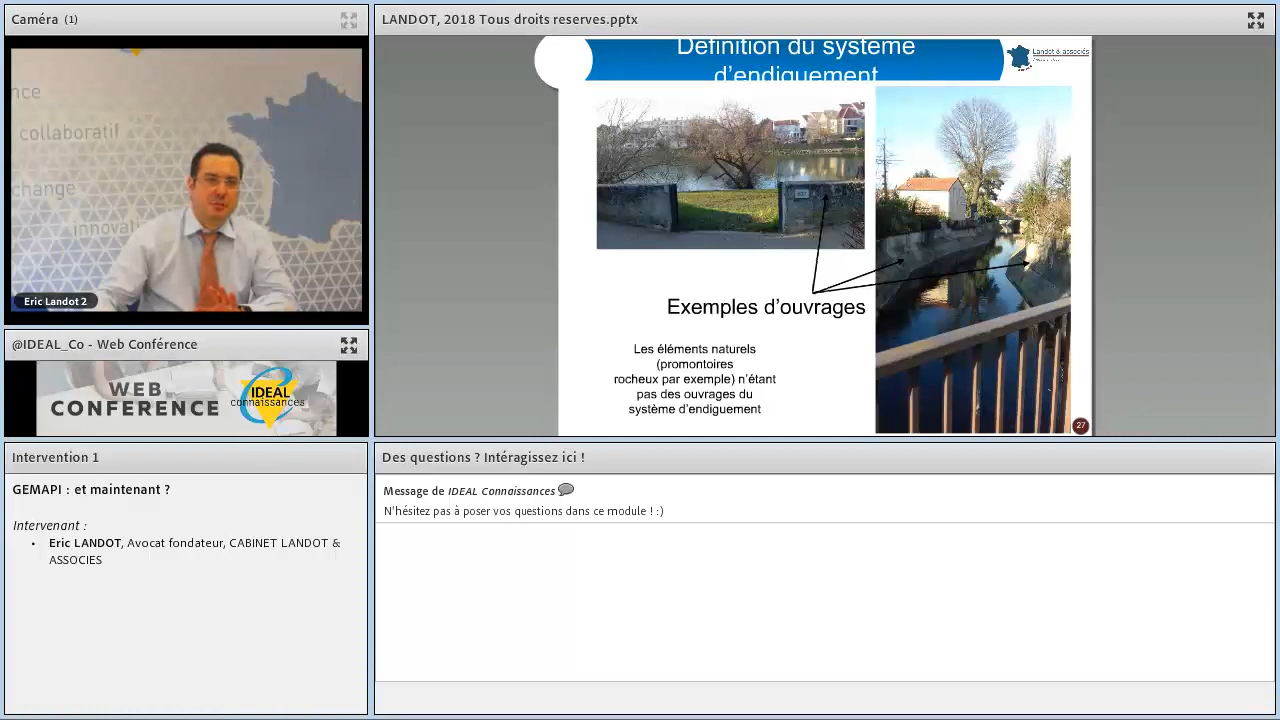 Caméra (1)
nce
collaboratif
change
innovati
Eric Landot 2
@IDEAL_Co - Web Conférence
WEB
CONFERENCE
IDEAL
connaissances
Intervention 1
GEMAPI : et maintenant ?
Intervenant :
• Eric LANDOT, Avocat fondateur, CABINET LANDOT &
ASSOCIES
LANDOT, 2018 Tous droits reserves.pptx
Définition du système
d’endiguement
Landot & associés
Exemples d’ouvrages
Les éléments naturels
(promontoires
rocheux par exemple) n’étant
pas des ouvrages du
système d’endiguement
27
Des questions ? Intéragissez ici !
Message de IDEAL Connaissances
N'hésitez pas à poser vos questions dans ce module ! :)